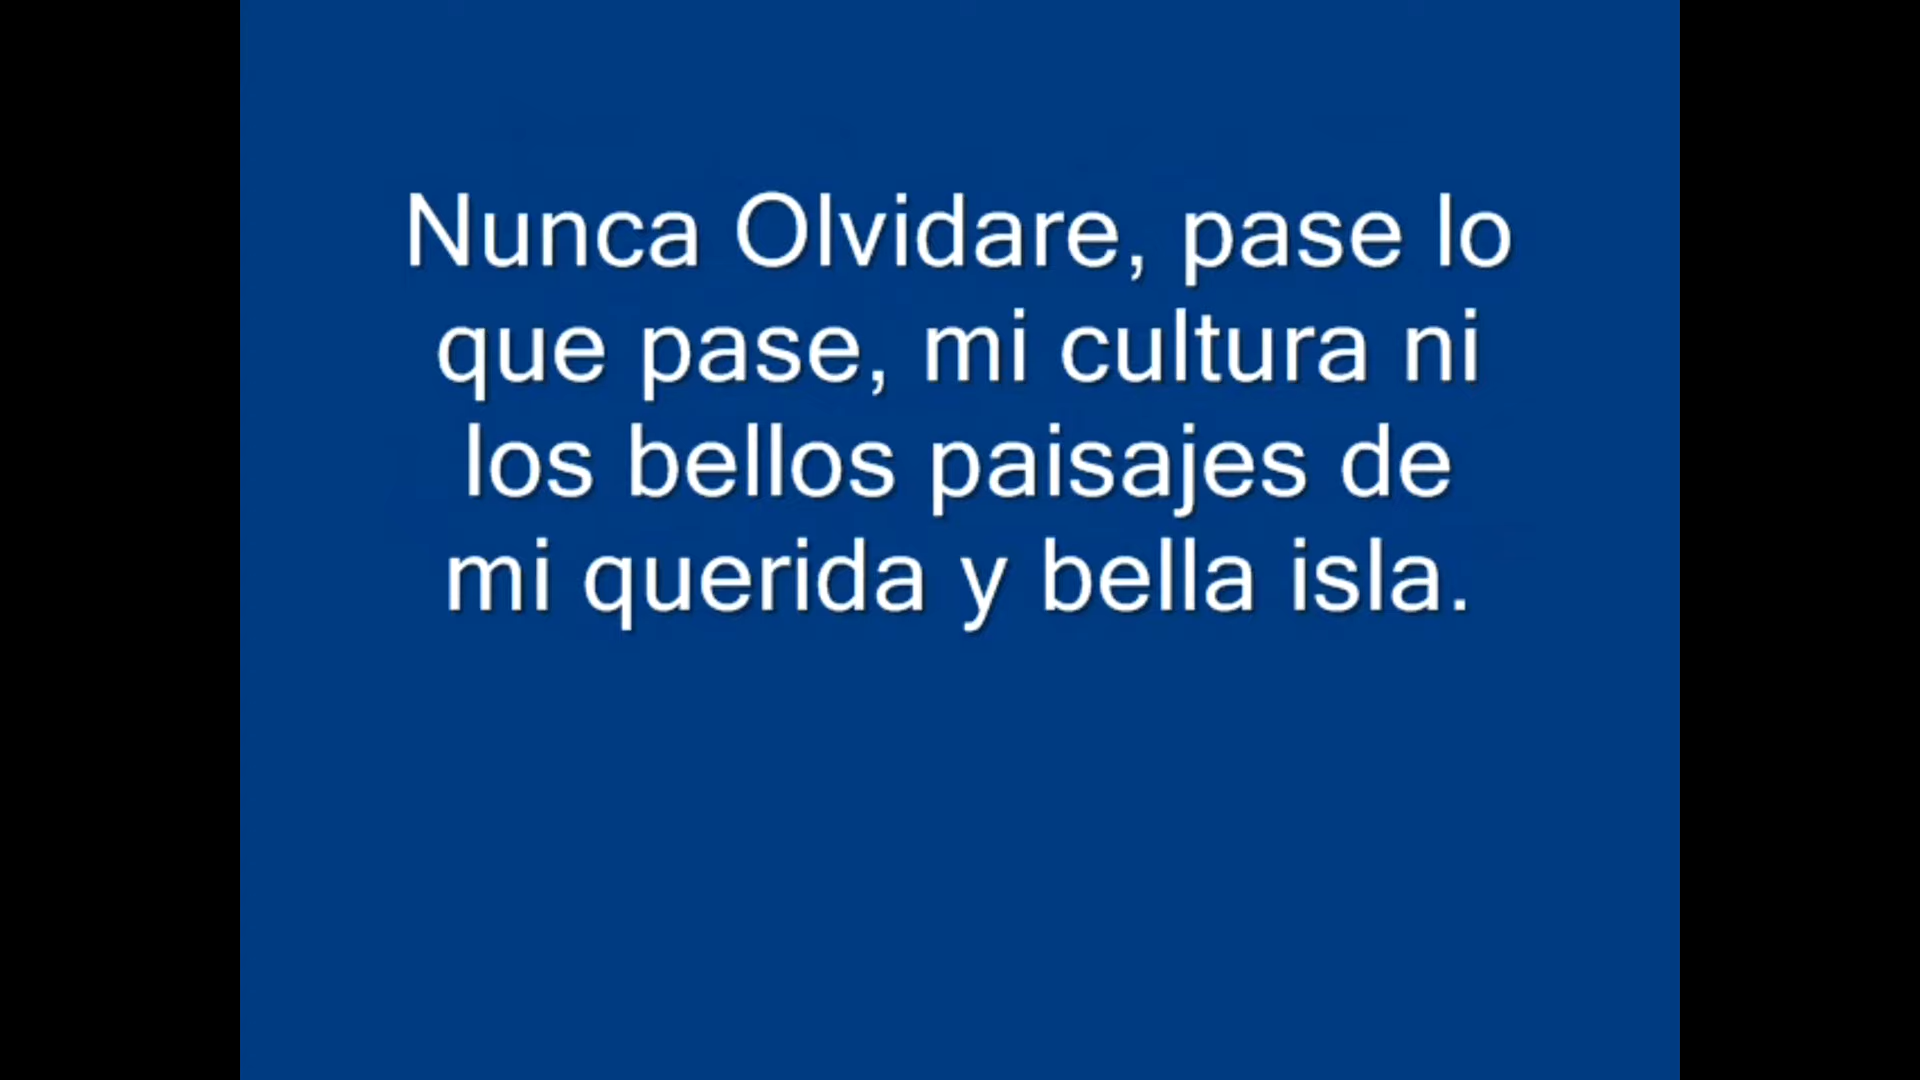 Nunca Olvidare, pase lo
que pase, mi cultura ni
los bellos paisajes de
mi querida y bella isla.